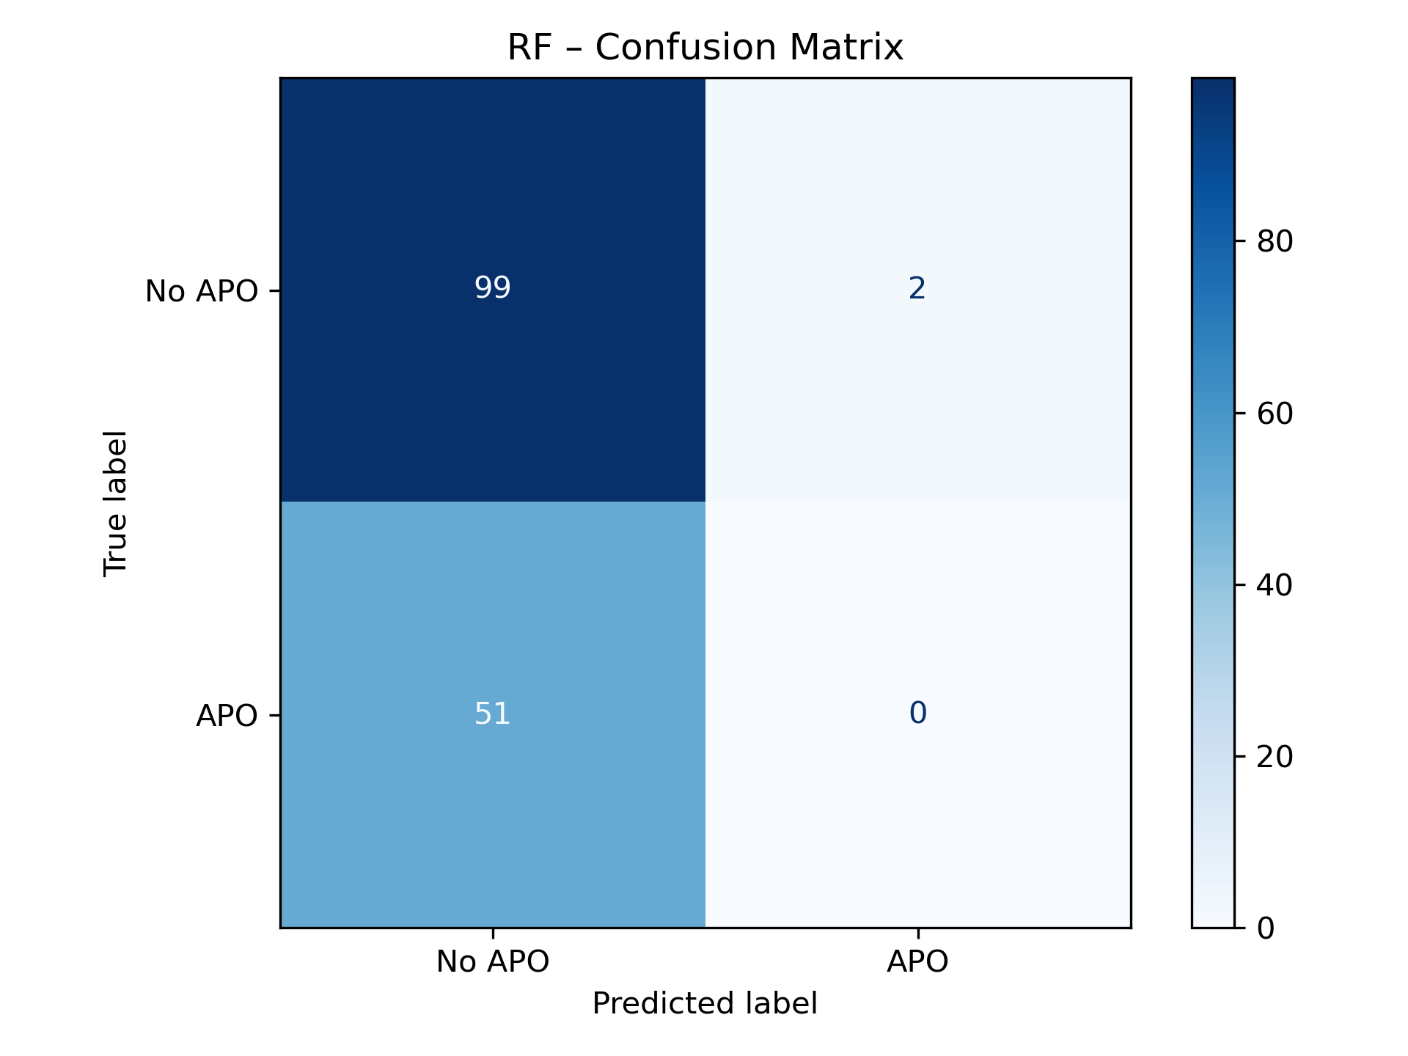 RF – Confusion Matrix
No APO
99
2
APO
51
0
True label
No APO
APO
Predicted label
80
60
40
20
0